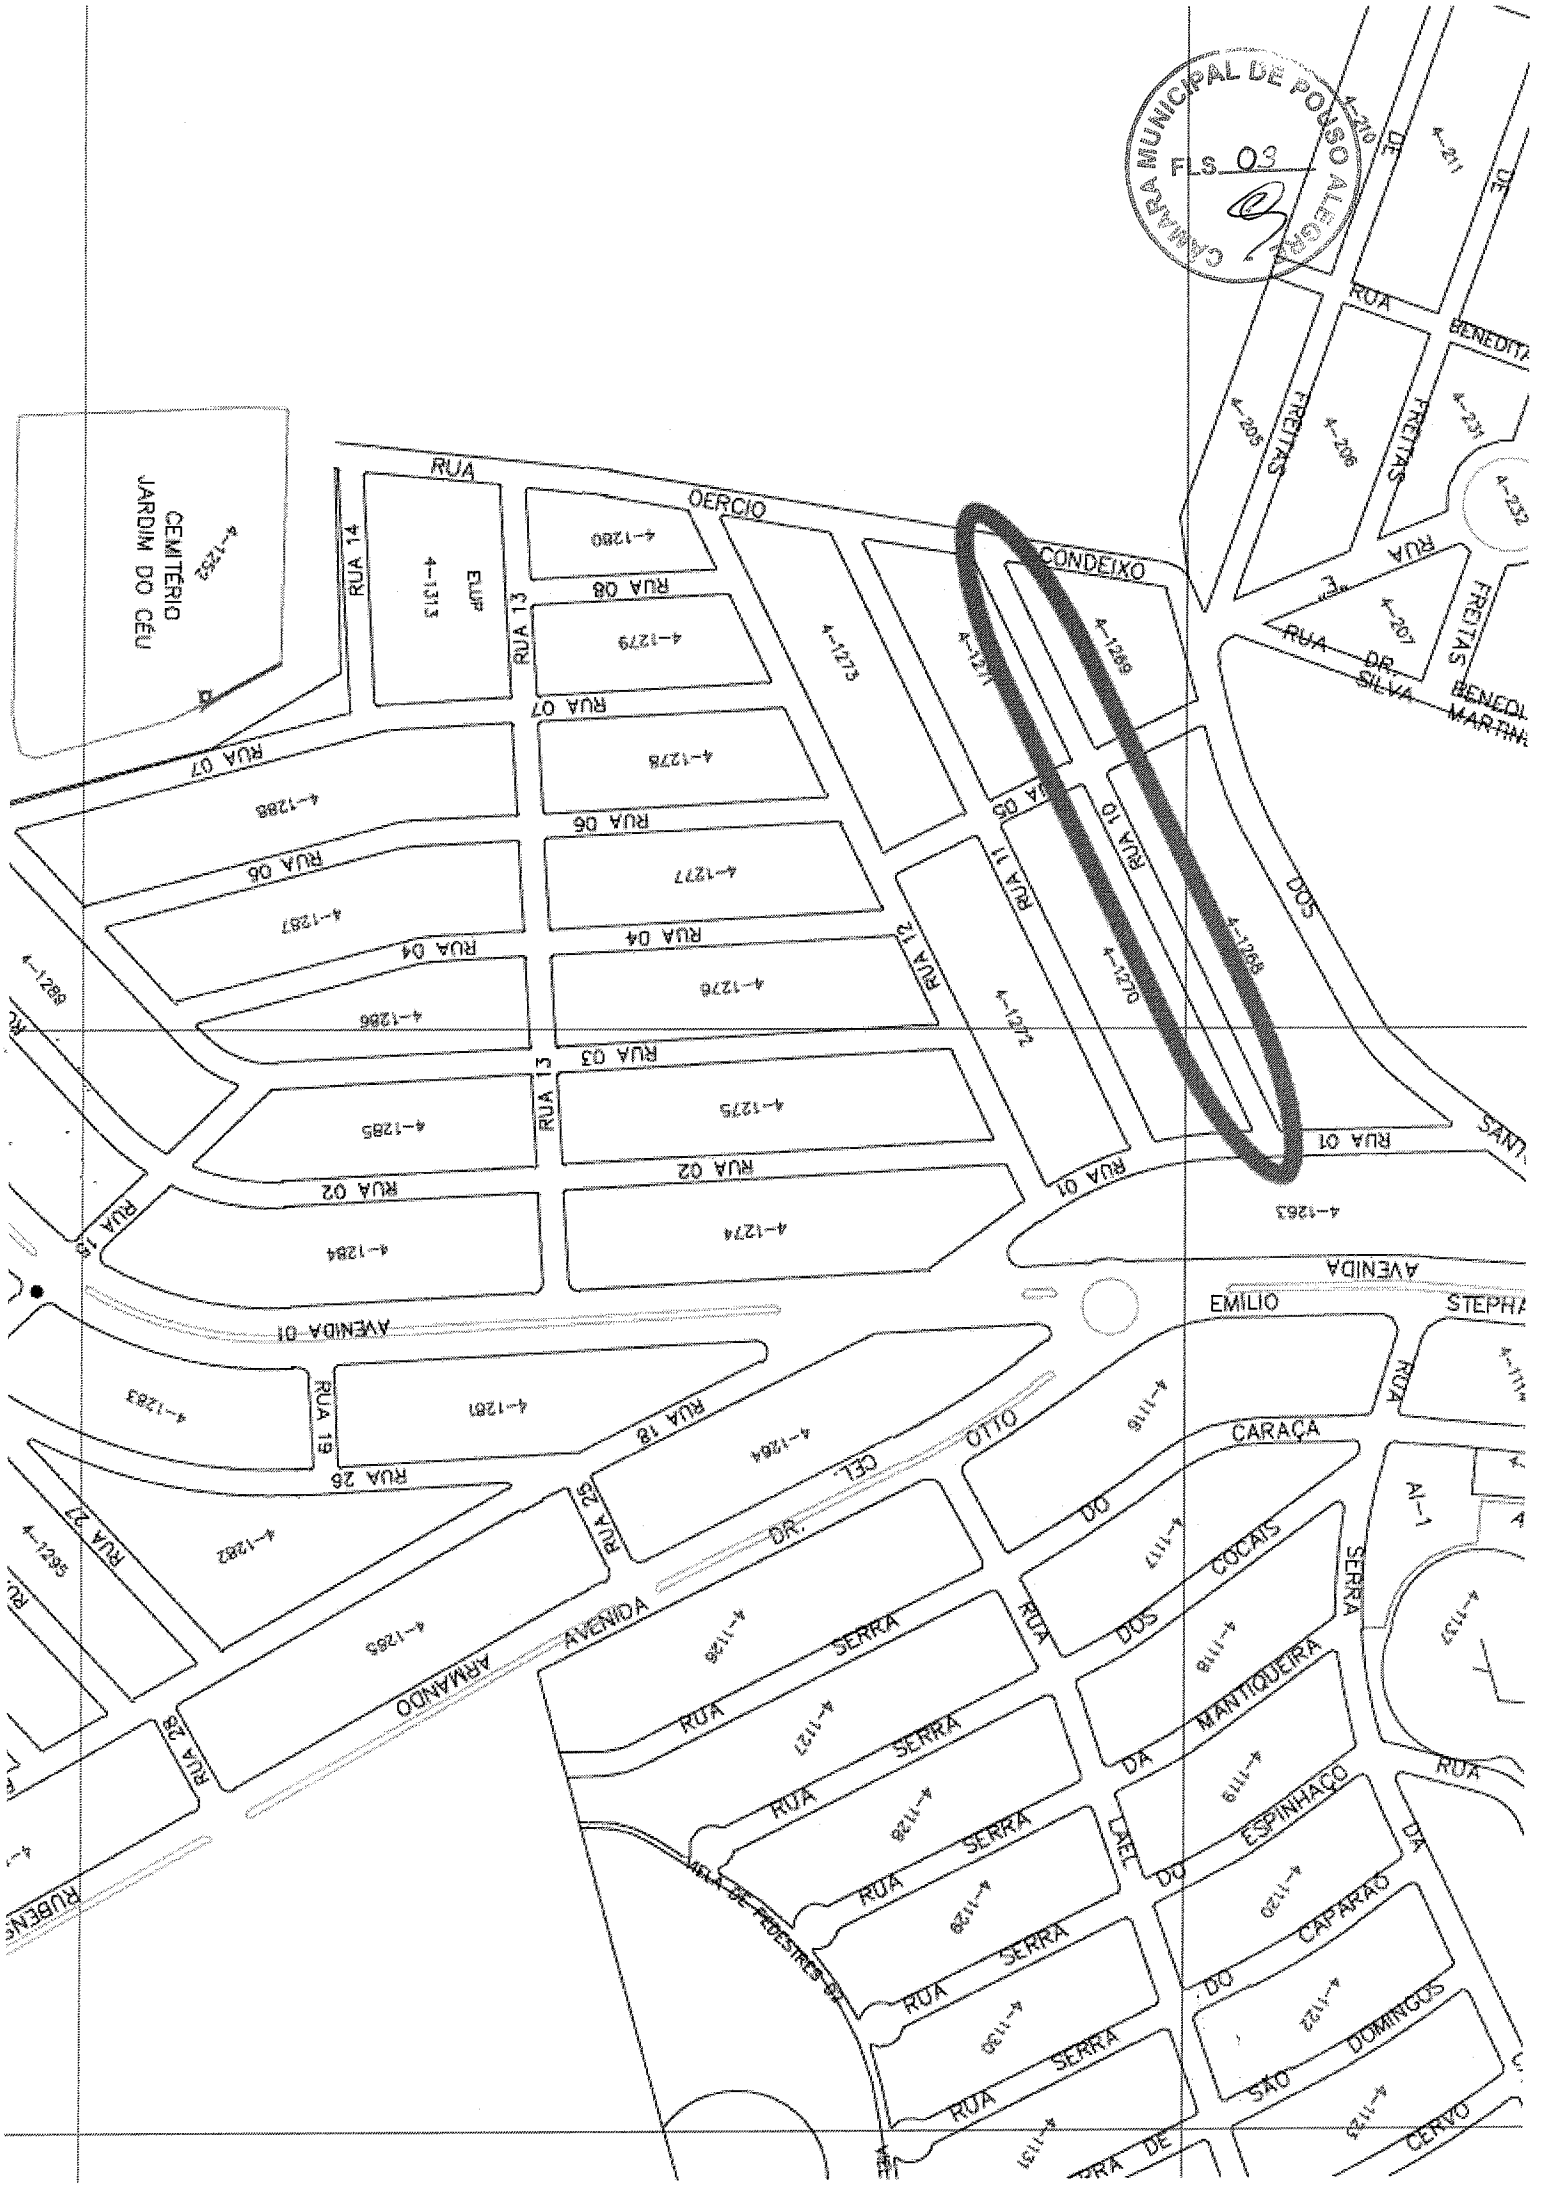 CÂMARA MUNICIPAL DE POUSO ALEGRE
FLS. 03
4-210
DE
4-211
DE
RUA
BENEDITA
4-205
FREITAS
4-206
FREITAS
4-231
4-232
RUA
"E"
4-207
FREITAS
RUA
DR.
SILVA
MARTIN
CEMITÉRIO
JARDIM DO CÉU
4-1252
RUA
OERCIO
CONDEIXO
RUA 14
4-1313
ELUP
RUA 13
4-1280
RUA 08
4-1279
RUA 07
4-1273
4-1271
4-1269
RUA 07
4-1288
4-1278
RUA 06
RUA 06
4-1277
4-1287
RUA 04
RUA 04
RUA 10
RUA 11
RUA 12
DOS
4-1268
4-1270
4-1272
4-1289
4-1276
4-1286
RUA 03
RUA 13
4-1275
4-1285
RUA 02
RUA 02
RUA 01
RUA 01
4-1263
RUA 15
4-1284
4-1274
AVENIDA
EMÍLIO
STEPHA
AVENIDA 01
4-1283
RUA 19
4-1281
RUA 18
RUA 26
4-1264
CEL.
OTTO
4-1116
RUA
CARAÇA
RUA 27
4-1295
4-1282
RUA 25
DR.
DO
4-1117
COCAIS
SERRA
A/-1
4-1137
4-1265
ARMANDO
AVENIDA
4-1126
SERRA
RUA
DOS
4-1118
MANTIQUEIRA
RUA 28
RUA
4-1127
SERRA
DA
4-1119
RUA
RUA
4-1128
SERRA
LAEL
DO
ESPINHAÇO
DA
RUBENS
DE PEDESTRES 02
RUA
4-1129
SERRA
4-1120
CAPARAÓ
RUA
4-1130
SERRA
DO
4-1122
DOMINGOS
RUA
4-1131
DE
SÃO
4-1123
CERVO